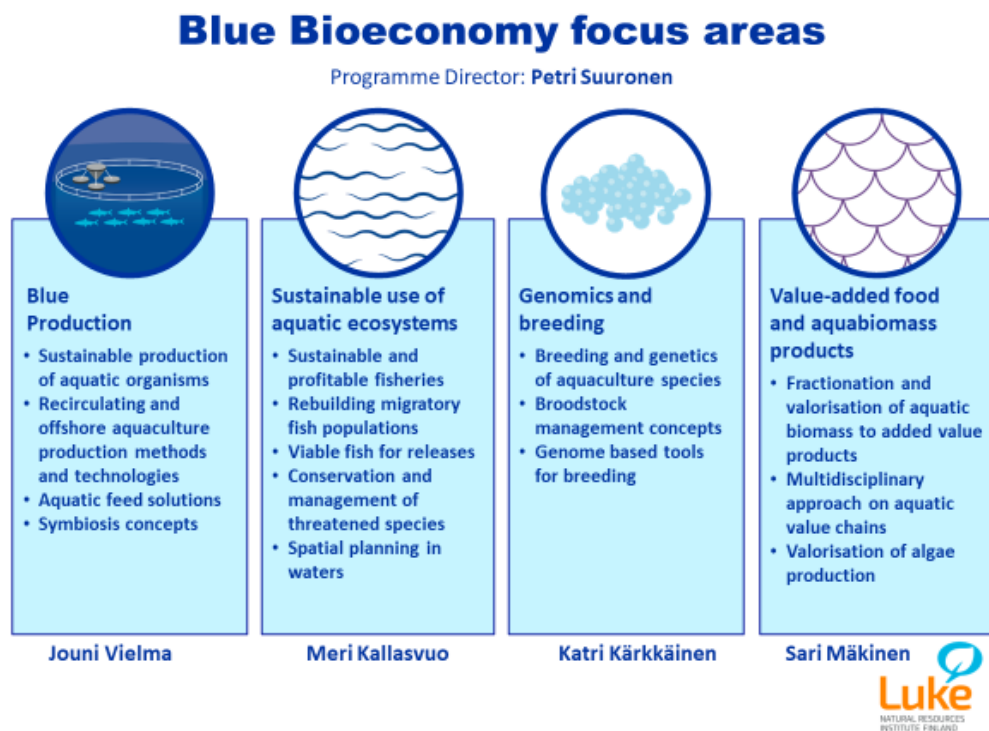 Blue Bioeconomy focus areas
Programme Director: Petri Suuronen
Blue
Production
• Sustainable production
of aquatic organisms
• Recirculating and
offshore aquaculture
production methods
and technologies
• Aquatic feed solutions
• Symbiosis concepts
Jouni Vielma
Sustainable use of
aquatic ecosystems
• Sustainable and
profitable fisheries
• Rebuilding migratory
fish populations
• Viable fish for releases
• Conservation and
management of
threatened species
• Spatial planning in
waters
Meri Kallasvuo
Genomics and
breeding
• Breeding and genetics
of aquaculture species
• Broodstock
management concepts
• Genome based tools
for breeding
Katri Kärkkäinen
Value-added food
and aquabiomass
products
• Fractionation and
valorisation of aquatic
biomass to added value
products
• Multidisciplinary
approach on aquatic
value chains
• Valorisation of algae
production
Sari Mäkinen
Luke
NATURAL RESOURCES
INSTITUTE FINLAND